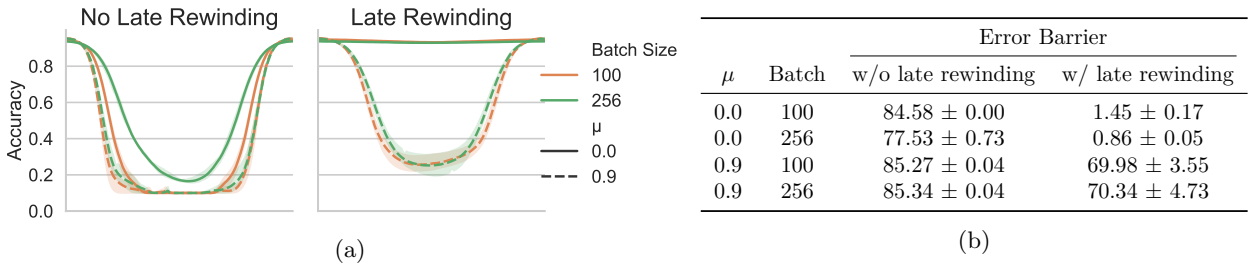 No Late Rewinding
Late Rewinding
Accuracy
0.8
0.6
0.4
0.2
0.0
Batch Size
100
256
μ
0.0
0.9
(a)
Error Barrier
μ Batch w/o late rewinding w/ late rewinding
0.0 100 84.58 ± 0.00 1.45 ± 0.17
0.0 256 77.53 ± 0.73 0.86 ± 0.05
0.9 100 85.27 ± 0.04 69.98 ± 3.55
0.9 256 85.34 ± 0.04 70.34 ± 4.73
(b)